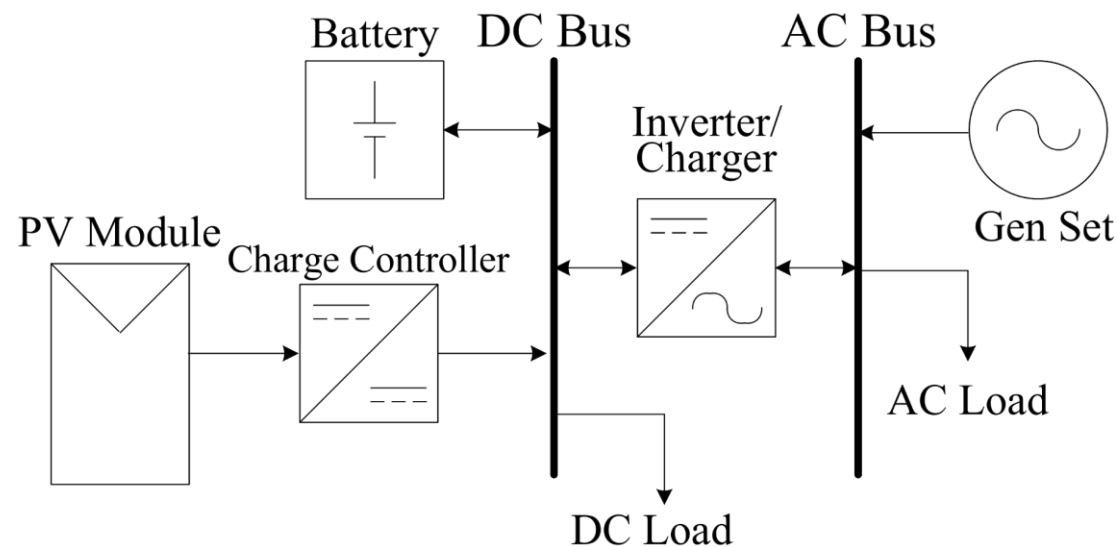 Battery
DC Bus
AC Bus
Inverter/
Charger
Gen Set
PV Module
Charge Controller
AC Load
DC Load